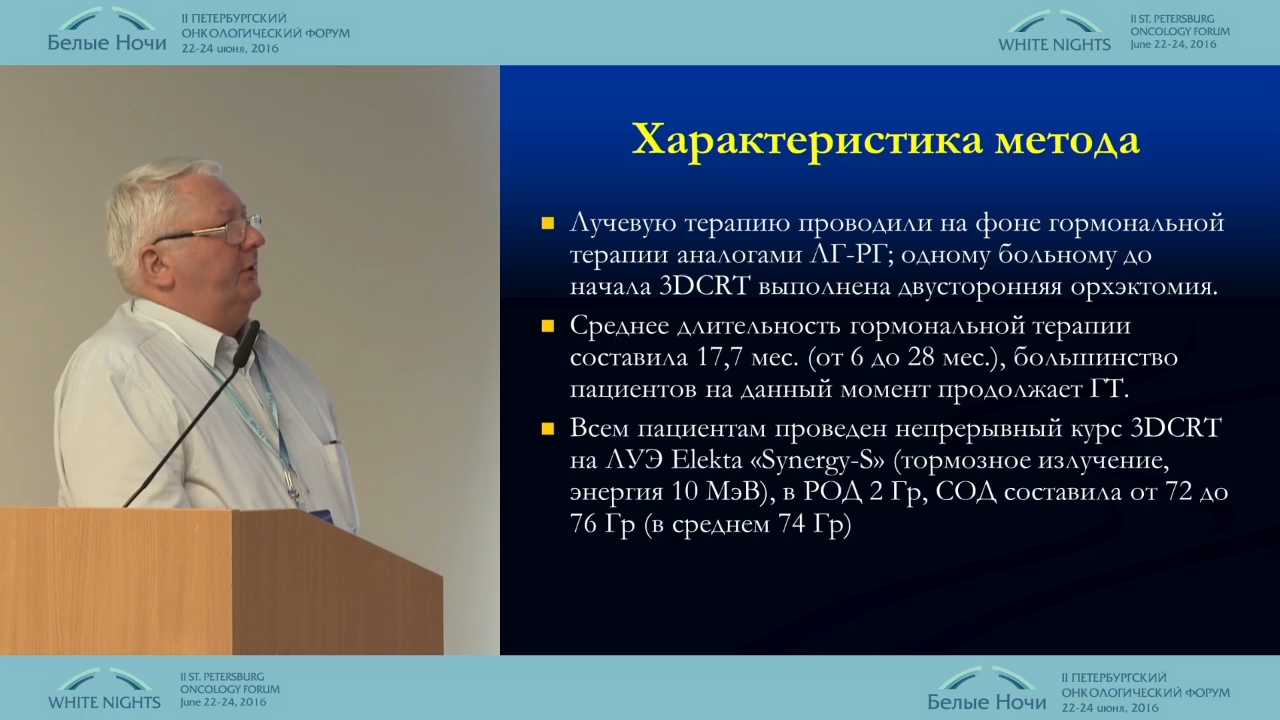 II ПЕТЕРБУРГСКИЙ
ОНКОЛОГИЧЕСКИЙ ФОРУМ
22-24 июня, 2016
Белые Ночи
II ST. PETERSBURG
ONCOLOGY FORUM
June 22-24, 2016
WHITE NIGHTS
Характеристика метода
Лучевую терапию проводили на фоне гормональной
терапии аналогами ЛГ-РГ; одному больному до
начала 3DCRT выполнена двусторонняя орхэктомия.
Среднее длительность гормональной терапии
составила 17,7 мес. (от 6 до 28 мес.), большинство
пациентов на данный момент продолжает ГТ.
Всем пациентам проведен непрерывный курс 3DCRT
на ЛУЭ Elekta «Synergy-S» (тормозное излучение,
энергия 10 МэВ), в РОД 2 Гр, СОД составила от 72 до
76 Гр (в среднем 74 Гр)
II ST. PETERSBURG
ONCOLOGY FORUM
June 22-24, 2016
WHITE NIGHTS
II ПЕТЕРБУРГСКИЙ
ОНКОЛОГИЧЕСКИЙ ФОРУМ
22-24 июня, 2016
Белые Ночи